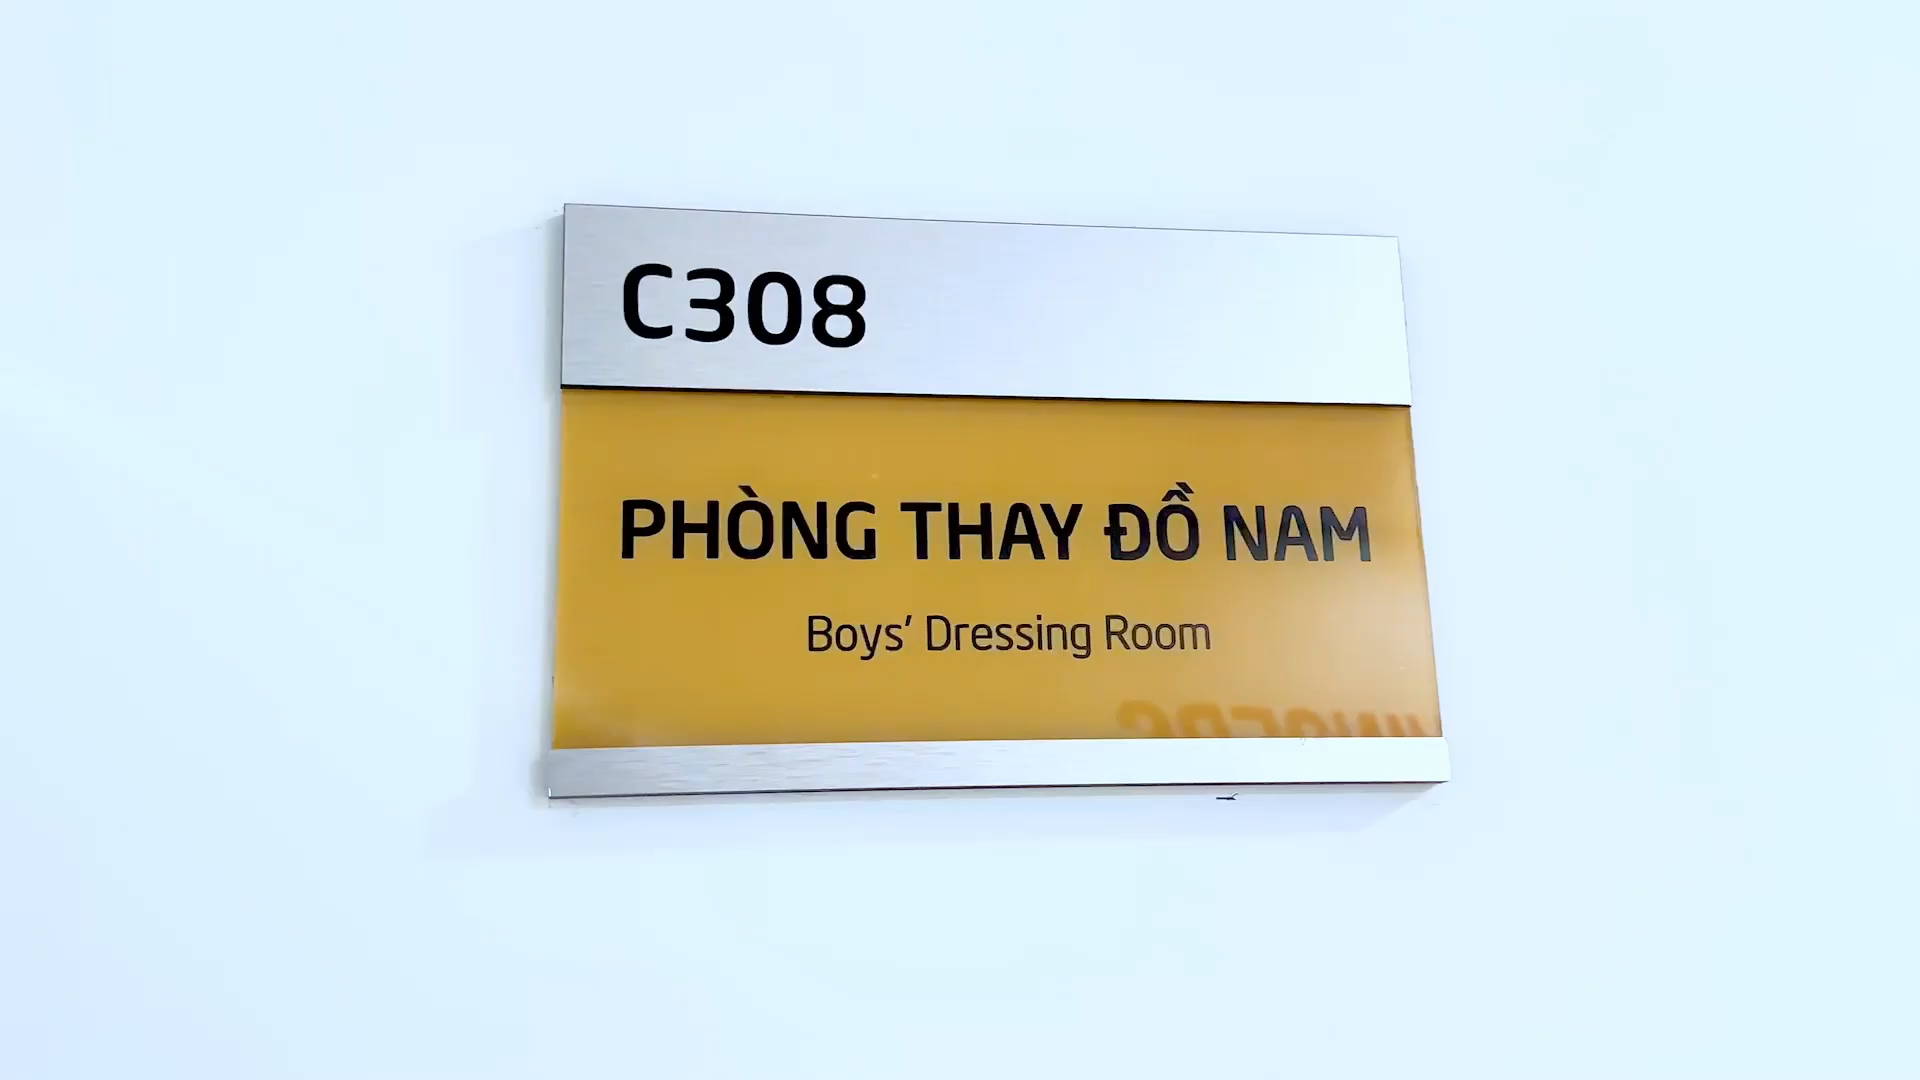 C308
PHÒNG THAY ĐỒ NAM
Boys’ Dressing Room